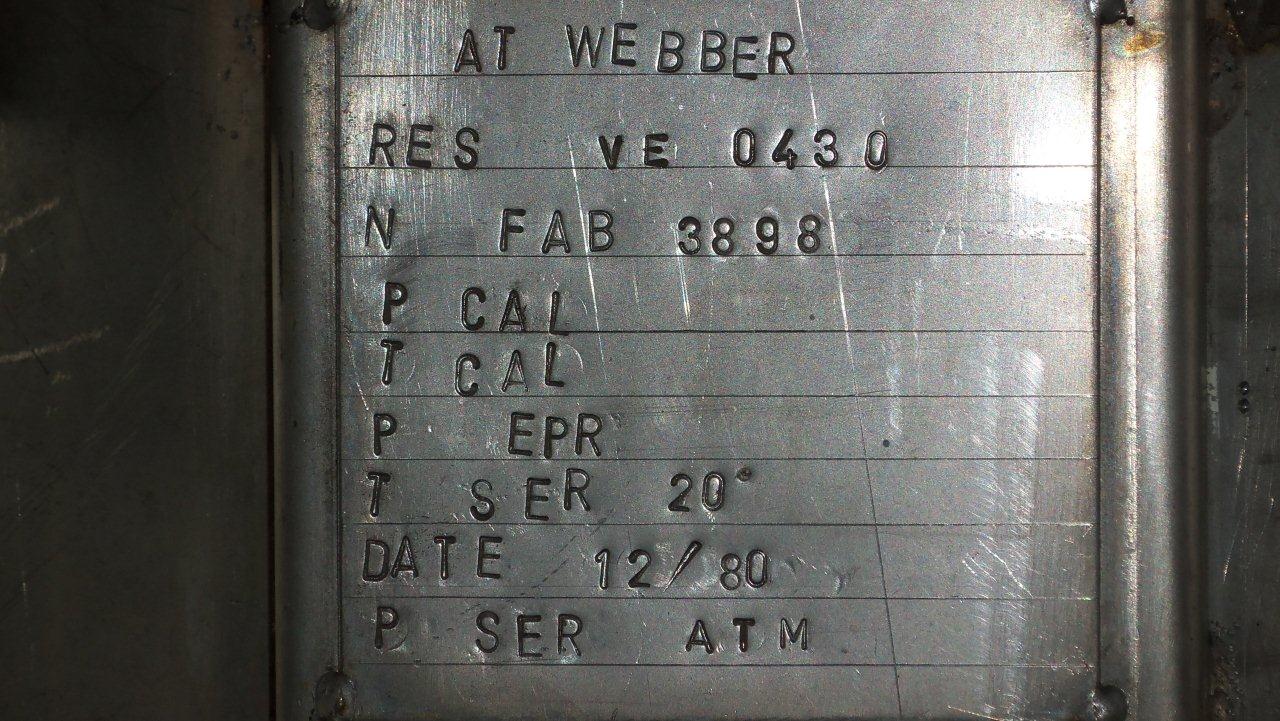 AT WEBBER
RES VE 0430
N FAB 3898
P CAL
T CAL
P EPR
T SER 20°
DATE 12/80
P SER ATM